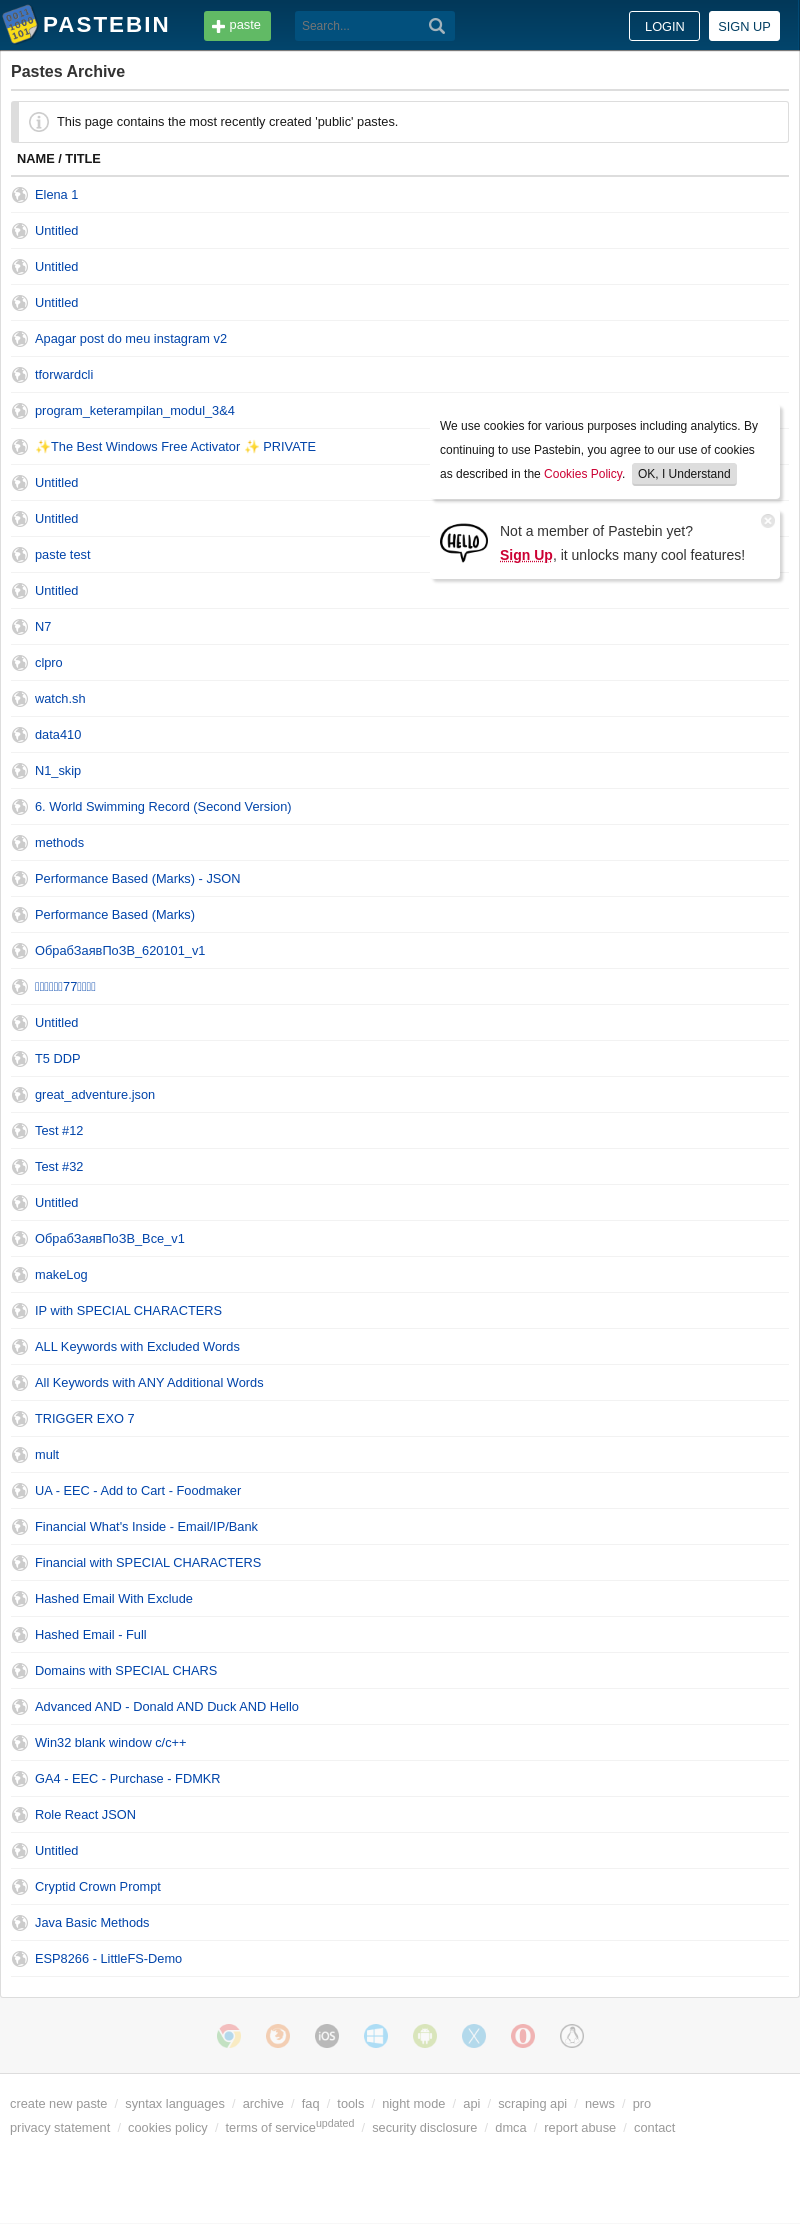 PASTEBIN
paste
Search...
LOGIN
SIGN UP
Pastes Archive
This page contains the most recently created 'public' pastes.
NAME / TITLE
Elena 1
Untitled
Untitled
Untitled
Apagar post do meu instagram v2
tforwardcli
program_keterampilan_modul_3&4
✨The Best Windows Free Activator ✨ PRIVATE
Untitled
Untitled
paste test
Untitled
N7
clpro
watch.sh
data410
N1_skip
6. World Swimming Record (Second Version)
methods
Performance Based (Marks) - JSON
Performance Based (Marks)
ОбрабЗаявПоЗВ_620101_v1
77
Untitled
T5 DDP
great_adventure.json
Test #12
Test #32
Untitled
ОбрабЗаявПоЗВ_Все_v1
makeLog
IP with SPECIAL CHARACTERS
ALL Keywords with Excluded Words
All Keywords with ANY Additional Words
TRIGGER EXO 7
mult
UA - EEC - Add to Cart - Foodmaker
Financial What's Inside - Email/IP/Bank
Financial with SPECIAL CHARACTERS
Hashed Email With Exclude
Hashed Email - Full
Domains with SPECIAL CHARS
Advanced AND - Donald AND Duck AND Hello
Win32 blank window c/c++
GA4 - EEC - Purchase - FDMKR
Role React JSON
Untitled
Cryptid Crown Prompt
Java Basic Methods
ESP8266 - LittleFS-Demo
We use cookies for various purposes including analytics. By
continuing to use Pastebin, you agree to our use of cookies
as described in the Cookies Policy. OK, I Understand
HELLO
Not a member of Pastebin yet?
Sign Up, it unlocks many cool features!
iOS
create new paste / syntax languages / archive / faq / tools / night mode / api / scraping api / news / pro
privacy statement / cookies policy / terms of service updated / security disclosure / dmca / report abuse / contact